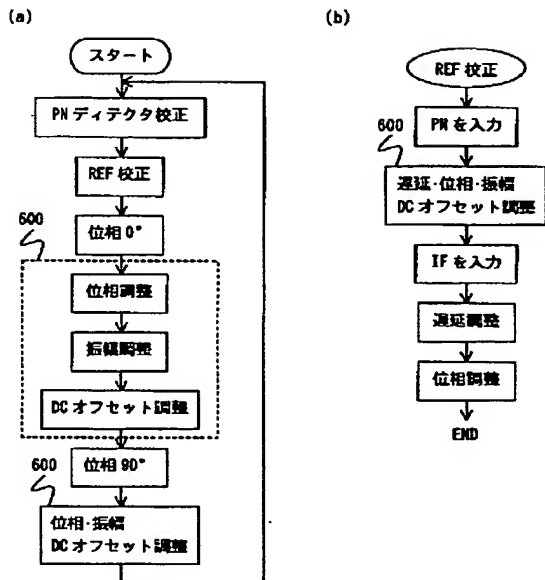 (a)
スタート
PN ディテクタ校正
REF 校正
位相 0°
600
位相調整
振幅調整
DC オフセット調整
位相 90°
600
位相・振幅
DC オフセット調整
(b)
REF 校正
PN を入力
600
遅延・位相・振幅
DC オフセット調整
IF を入力
遅延調整
位相調整
END